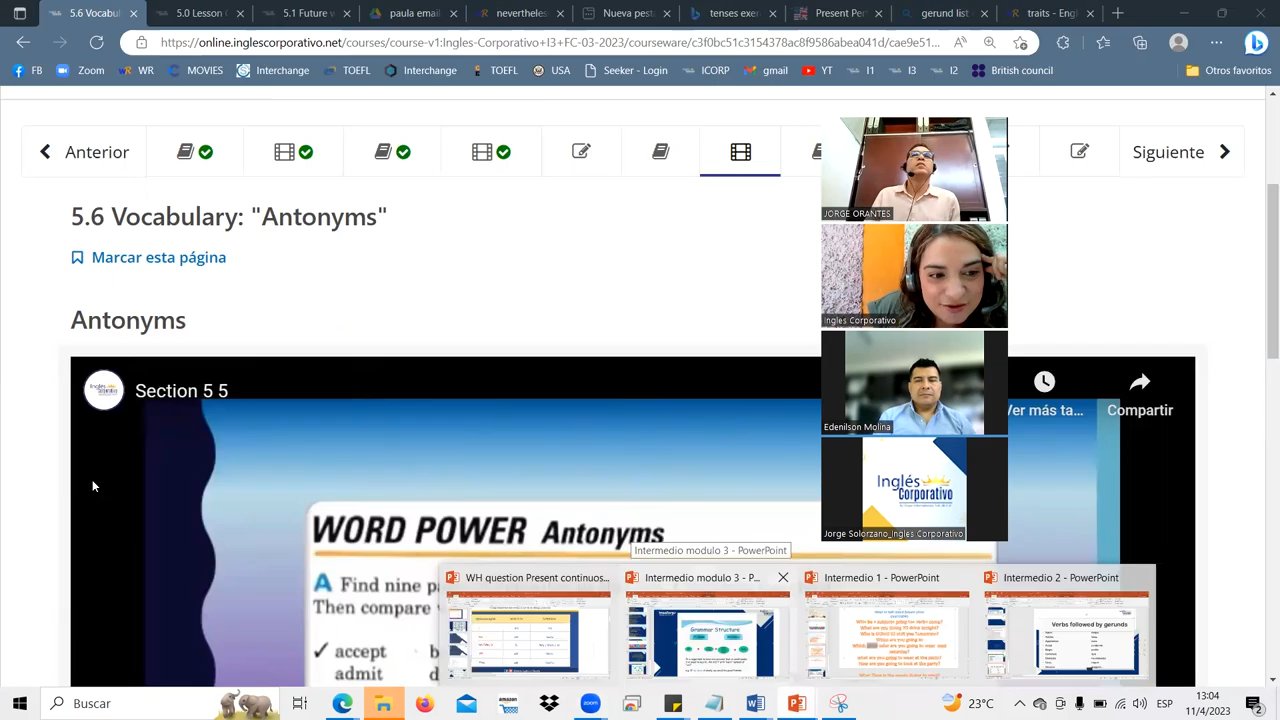 5.6 Vocabula
5.0 Lesson
5.1 Future w
paula email
nevertheles
Nueva pest
broses exer
Present Per
gerund list
traits - Engl
https://online.inglescorporativo.net/courses/course-v1:Ingles-Corporativo+I3+FC-03-2023/courseware/c3f0bc51c3154378ac8f9586abea041d/cae9e51...
FB
Zoom
WR
MOVIES
Interchange
TOEFL
Interchange
TOEFL
USA
Seeker - Login
ICORP
gmail
YT
I1
I3
I2
British council
Otros favoritos
Anterior
Siguiente
5.6 Vocabulary: "Antonyms"
Marcar esta página
Antonyms
JORGE ORANTES
Ingles Corporativo
Edenilson Molina
Inglés
Corporativo
Jorge Solorzano_Ingles Corporativo
Section 5 5
Ver más ta...
Compartir
WORD POWER Antonyms
A Find nine p
Then compare
✓ accep
admit
Intermedio modulo 3 - PowerPoint
WH question Present continuos...
Intermedio modulo 3 - P...
Intermedio 1 - PowerPoint
Intermedio 2 - PowerPoint
Grammar Structure
Verbs followed by gerunds
Buscar
23°C
ESP
13:04
11/4/2023
2